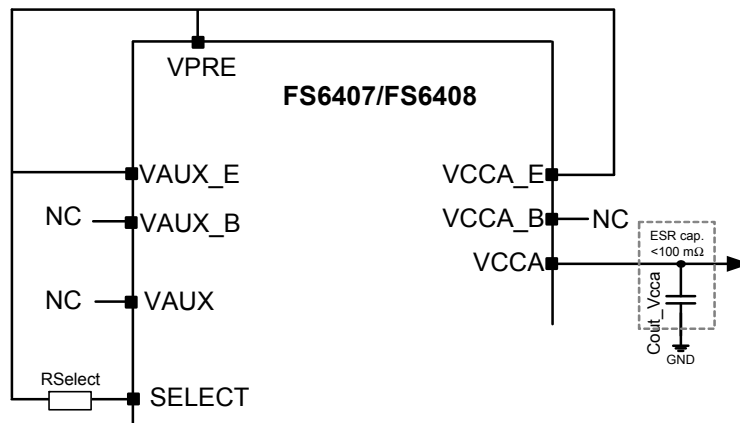 VPRE
FS6407/FS6408
VAUX_E
VCCA_E
NC
VAUX_B
VCCA_B
NC
ESR cap.
<100 mΩ
VCCA
Cout_Vcca
NC
VAUX
GND
RSelect
SELECT